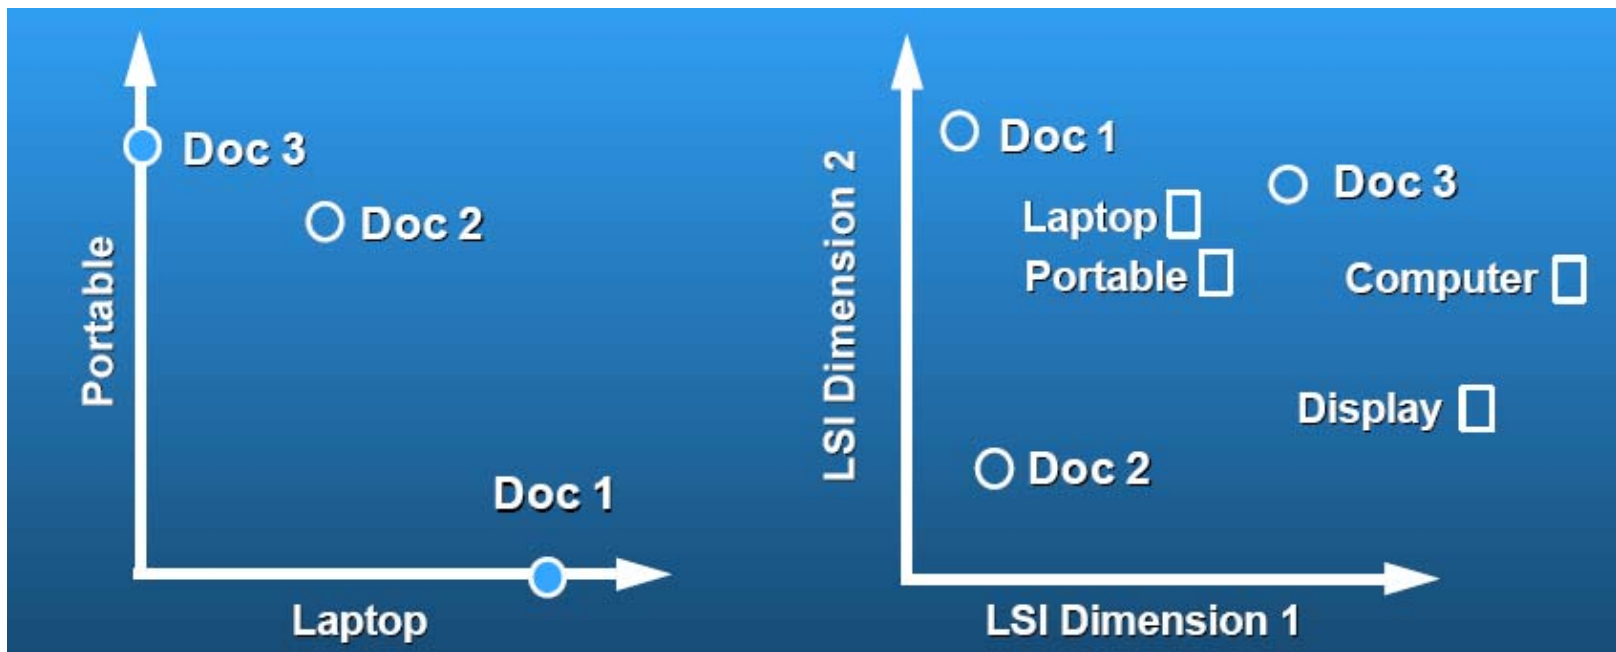 Portable
Doc 3
Doc 2
Doc 1
Laptop
LSI Dimension 2
Doc 1
Doc 3
Laptop
Portable
Computer
Display
Doc 2
LSI Dimension 1